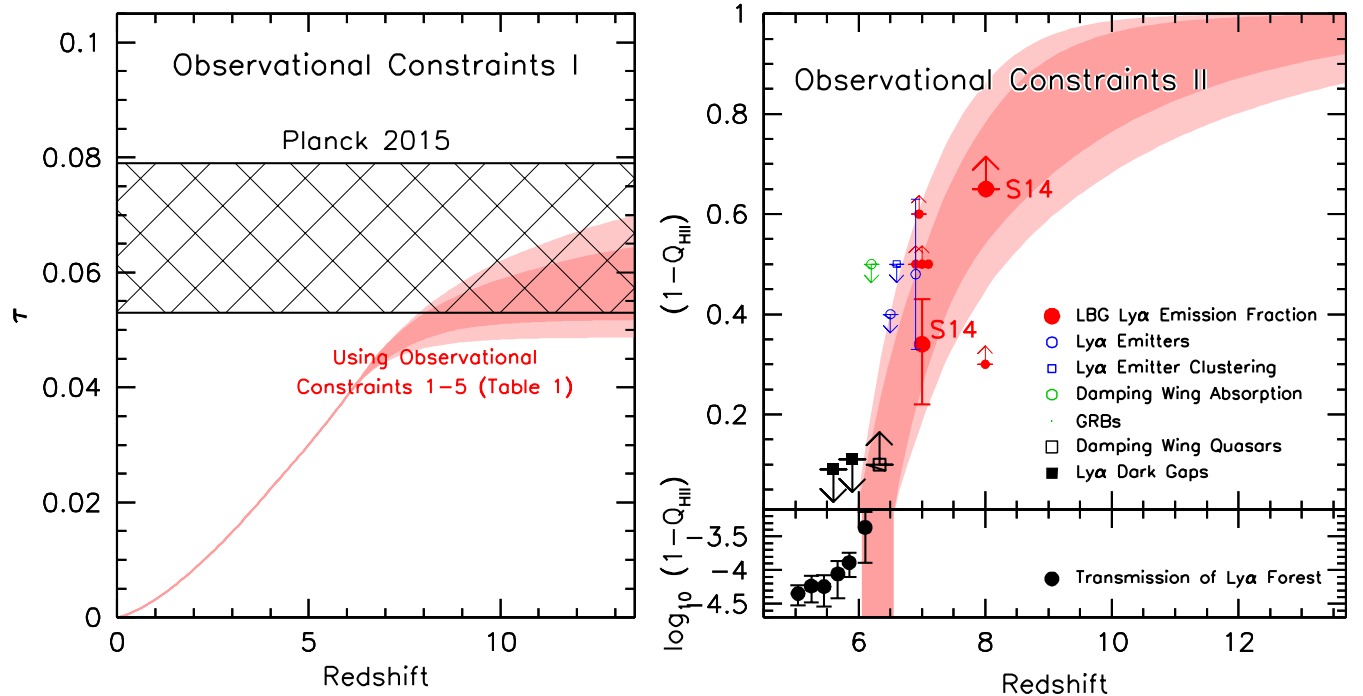 Observational Constraints I
Planck 2015
Using Observational
Constraints 1−5 (Table 1)
τ
0.1
0.08
0.06
0.04
0.02
0
0
5
10
Redshift
Observational Constraints II
1
0.8
0.6
0.4
0.2
(1−Q_HII)
S14
S14
LBG Lyα Emission Fraction
Lyα Emitters
Lyα Emitter Clustering
Damping Wing Absorption
GRBs
Damping Wing Quasars
Lyα Dark Gaps
log_10 (1−Q_HII)
−3.5
−4
−4.5
Transmission of Lyα Forest
6
8
10
12
Redshift